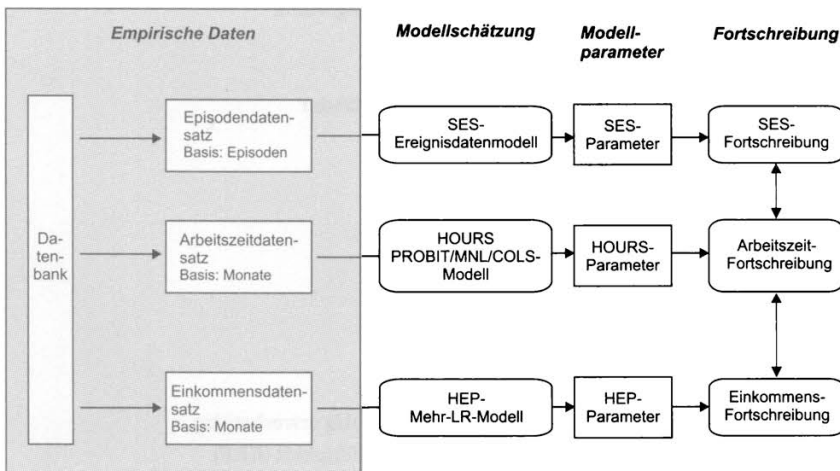 Empirische Daten
Modellschätzung
Modell-
parameter
Fortschreibung
Da-
ten-
bank
Episodendaten-
satz
Basis: Episoden
SES-
Ereignisdatenmodell
SES-
Parameter
SES-
Fortschreibung
Arbeitszeitdaten-
satz
Basis: Monate
HOURS
PROBIT/MNL/COLS-
Modell
HOURS-
Parameter
Arbeitszeit-
Fortschreibung
Einkommensdaten-
satz
Basis: Monate
HEP-
Mehr-LR-Modell
HEP-
Parameter
Einkommens-
Fortschreibung